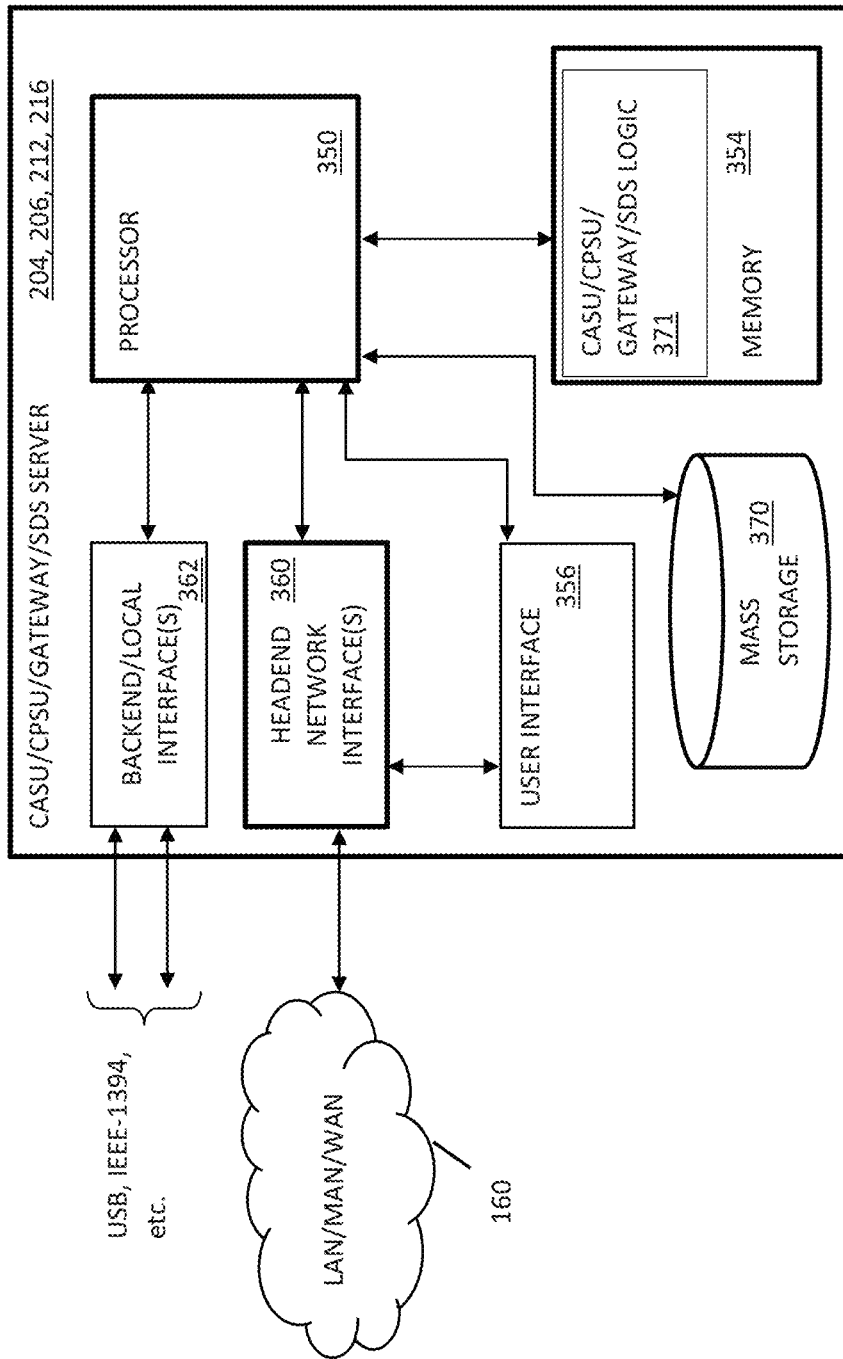 CASU/CPSU/GATEWAY/SDS SERVER
204, 206, 212, 216
USB, IEEE-1394,
etc.
BACKEND/LOCAL
INTERFACE(S)
362
PROCESSOR
350
LAN/MAN/WAN
160
HEADEND
NETWORK
INTERFACE(S)
360
USER INTERFACE
356
CASU/CPSU/
GATEWAY/SDS LOGIC
371
MEMORY
354
370
MASS
STORAGE